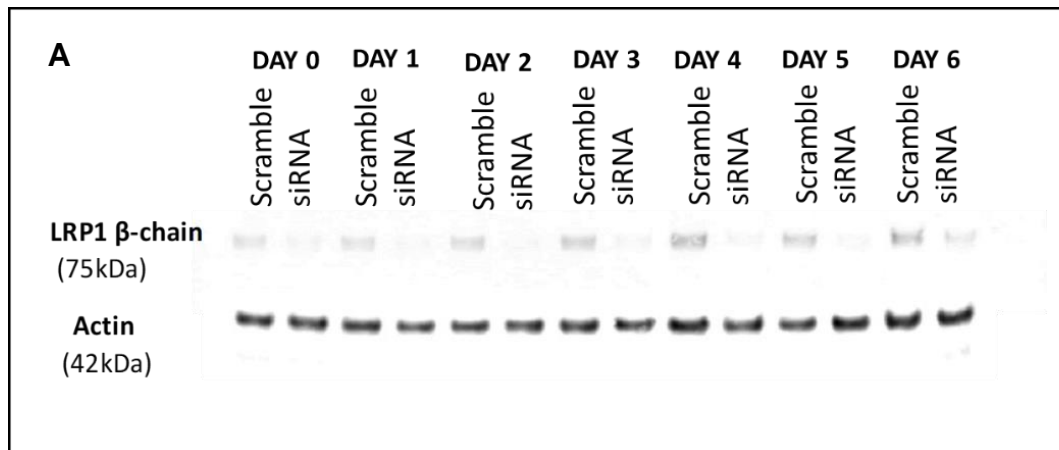 A
DAY 0 DAY 1 DAY 2 DAY 3 DAY 4 DAY 5 DAY 6
Scramble siRNA Scramble siRNA Scramble siRNA Scramble siRNA Scramble siRNA Scramble siRNA Scramble siRNA
LRP1 β-chain
(75kDa)
Actin
(42kDa)